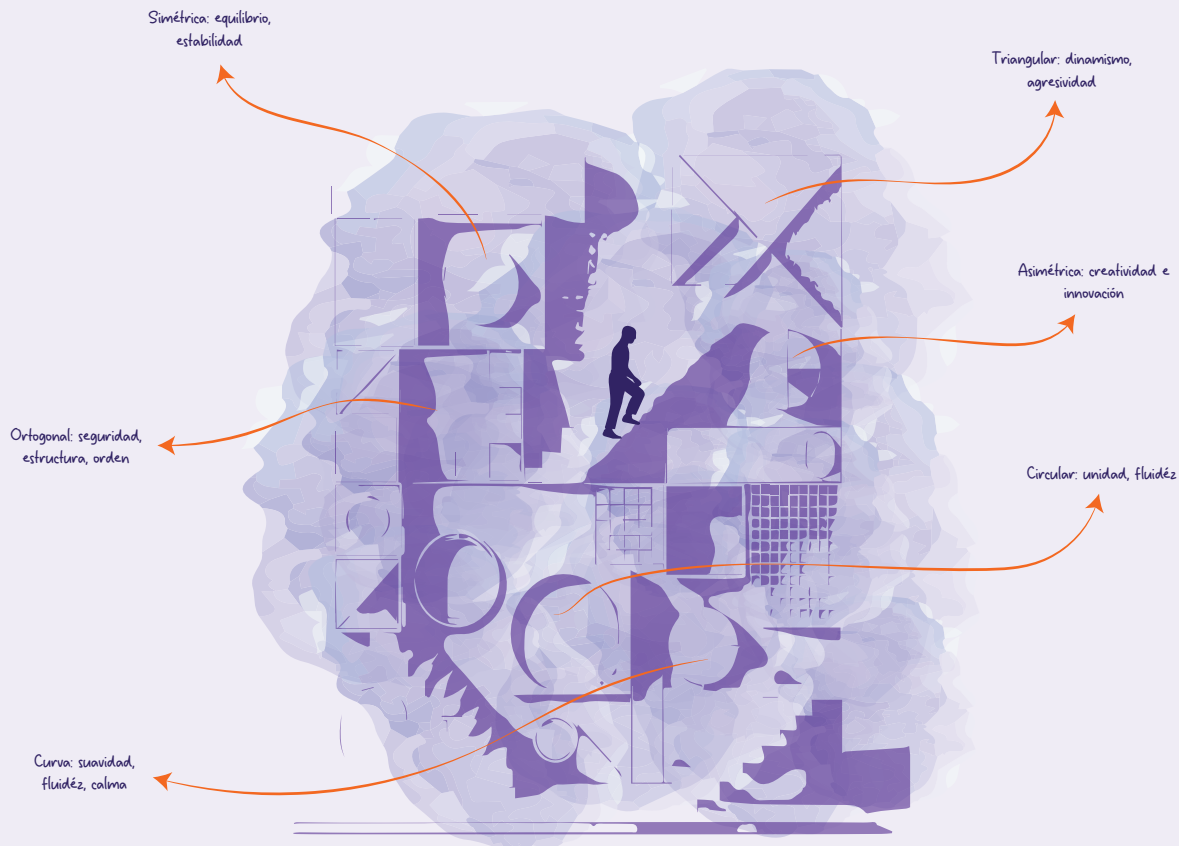 Simétrica: equilibrio,
estabilidad
Triangular: dinamismo,
agresividad
Asimétrica: creatividad e
innovación
Ortogonal: seguridad,
estructura, orden
Circular: unidad, fluidéz
Curva: suavidad,
fluidéz, calma